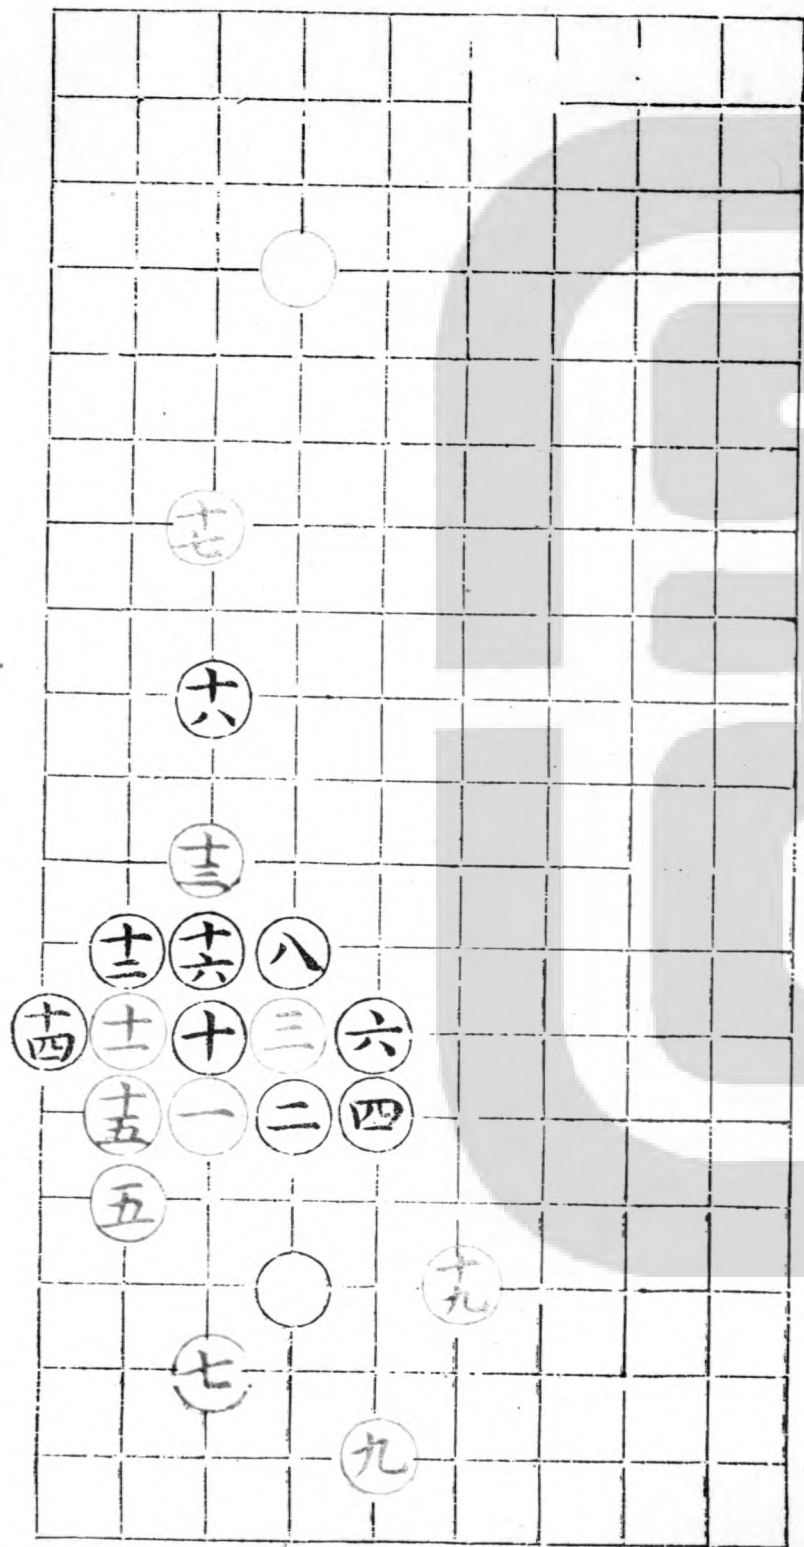 十七
十八
十三
十二 十六 八
十四 十一 十 三 六
十五 一 二 四
五
十九
七
九